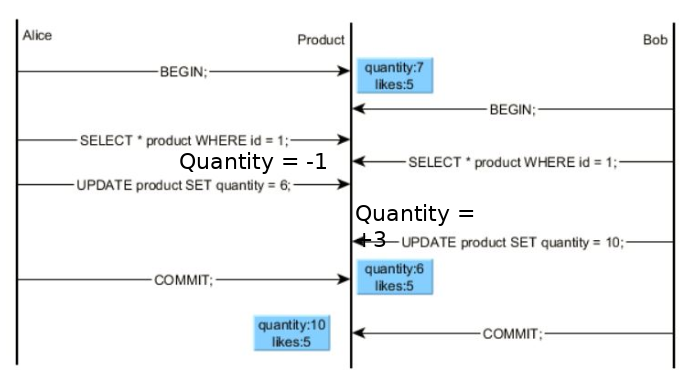 Alice
Product
Bob
BEGIN;
quantity:7
likes:5
BEGIN;
SELECT * product WHERE id = 1;
Quantity = -1
SELECT * product WHERE id = 1;
UPDATE product SET quantity = 6;
Quantity =
+3
UPDATE product SET quantity = 10;
COMMIT;
quantity:6
likes:5
quantity:10
likes:5
COMMIT;